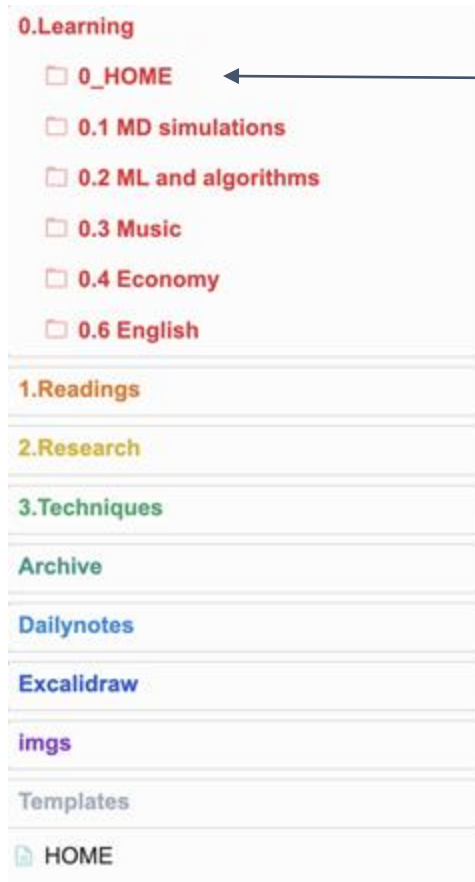 0.Learning
0_HOME
0.1 MD simulations
0.2 ML and algorithms
0.3 Music
0.4 Economy
0.6 English
1.Readings
2.Research
3.Techniques
Archive
Dailynotes
Excalidraw
imgs
Templates
HOME